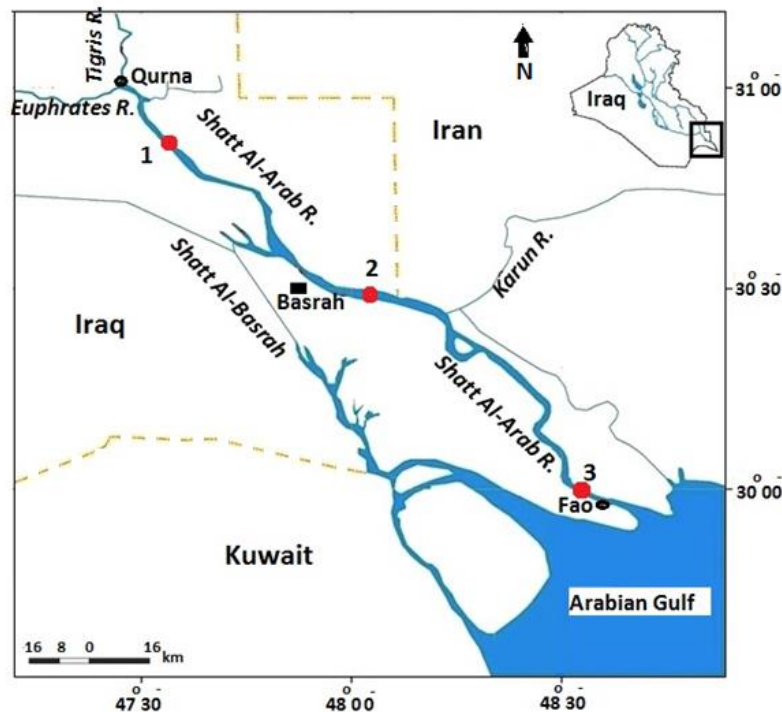 Tigris R.
Qurna
Euphrates R.
N
Iraq
31 00
Shatt Al-Arab R.
Iran
1
2
Karun R.
30 30
Basrah
Shatt Al-Basrah
Iraq
Shatt Al-Arab R.
3
30 00
Fao
Kuwait
Arabian Gulf
16 8 0 16
km
o -
o -
o -
47 30
48 00
48 30